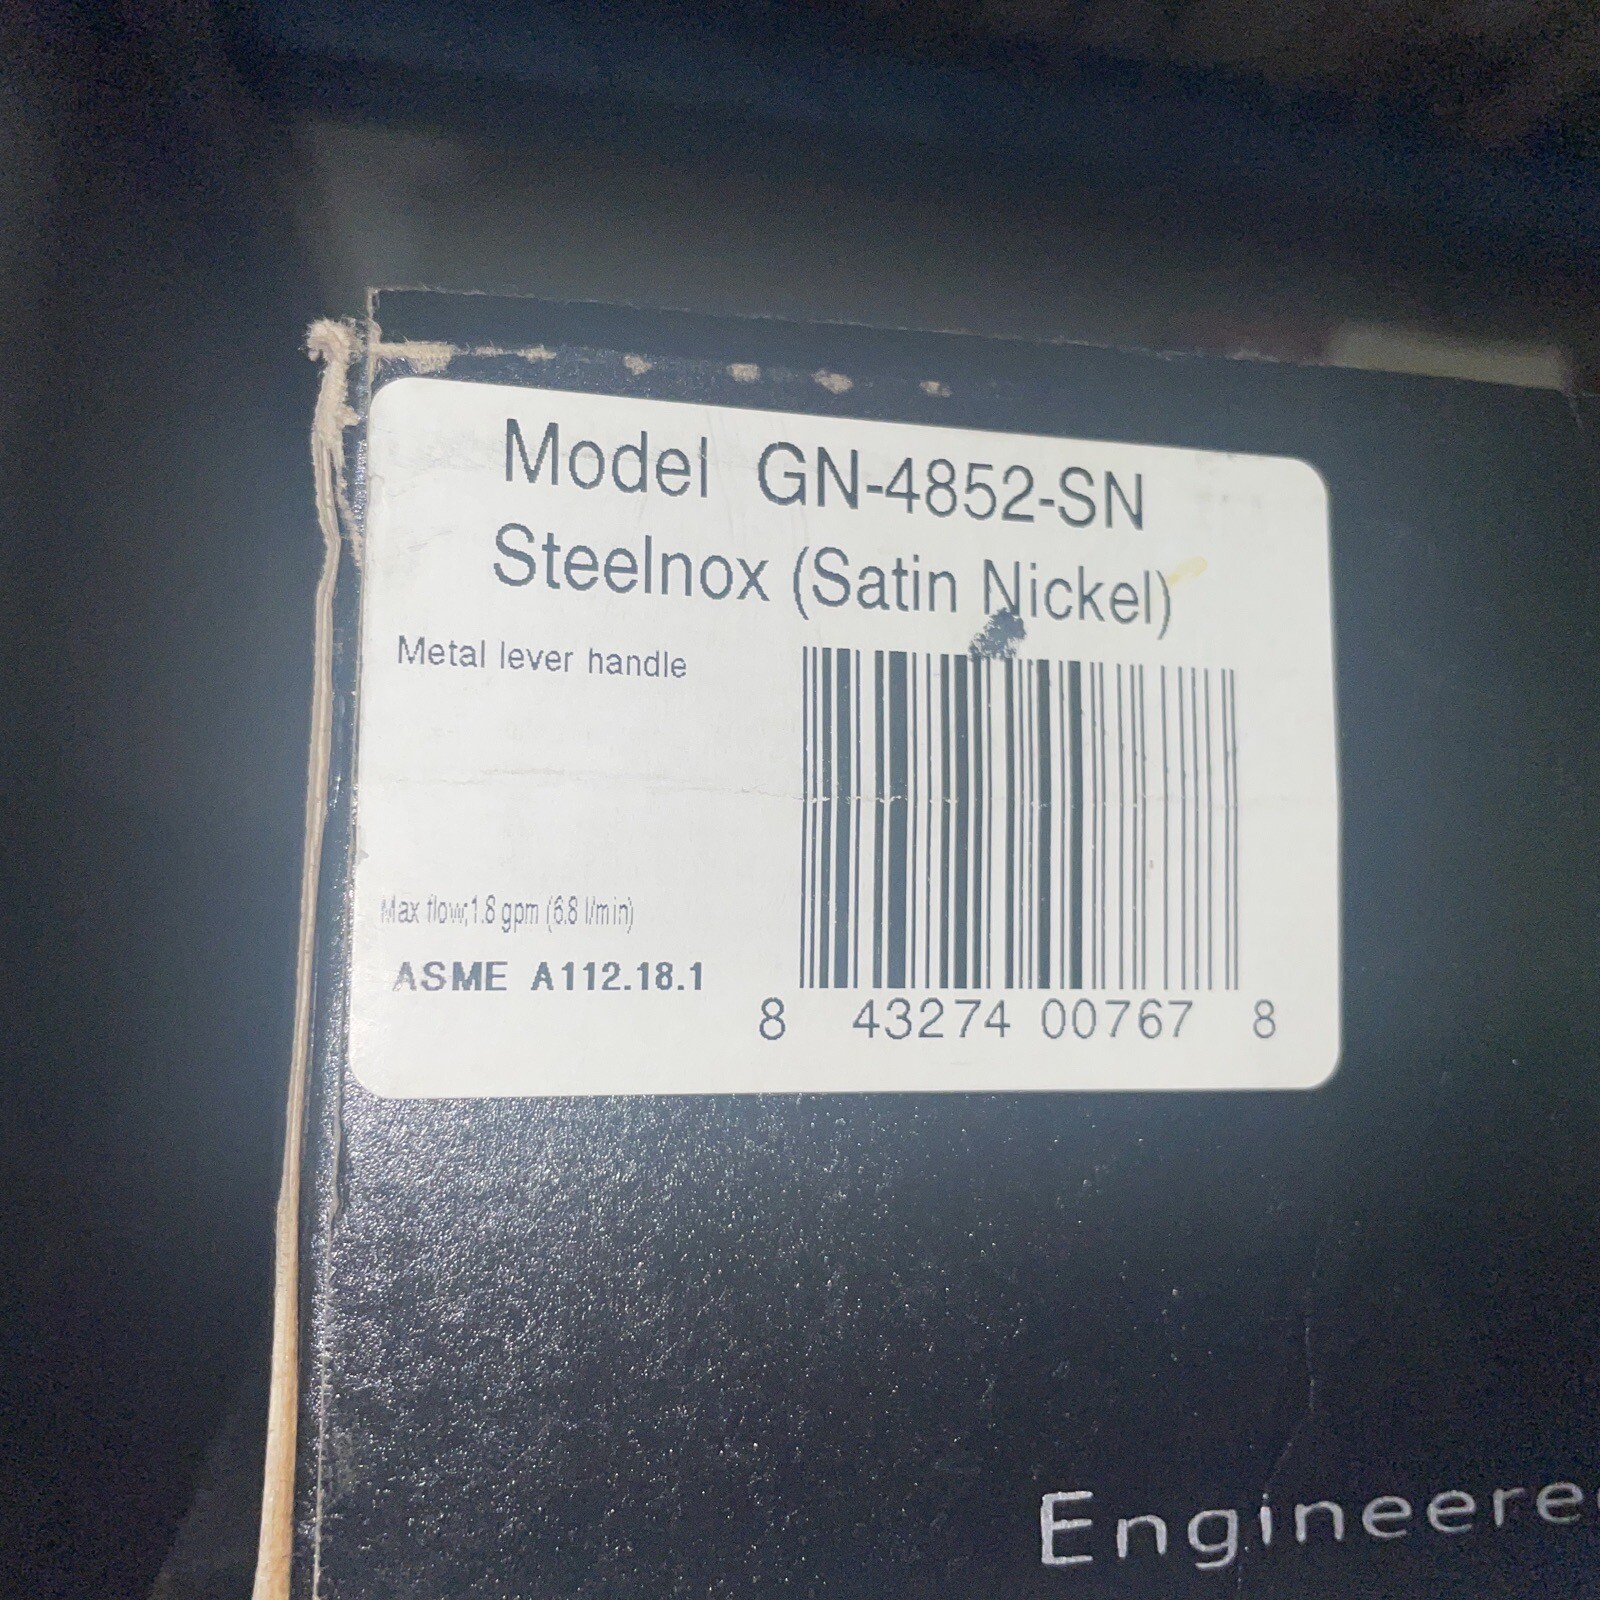 Model GN-4852-SN
Steelnox (Satin Nickel)
Metal lever handle
Max flow;1.8 gpm (6.8 l/min)
ASME A112.18.1
8 43274 00767 8